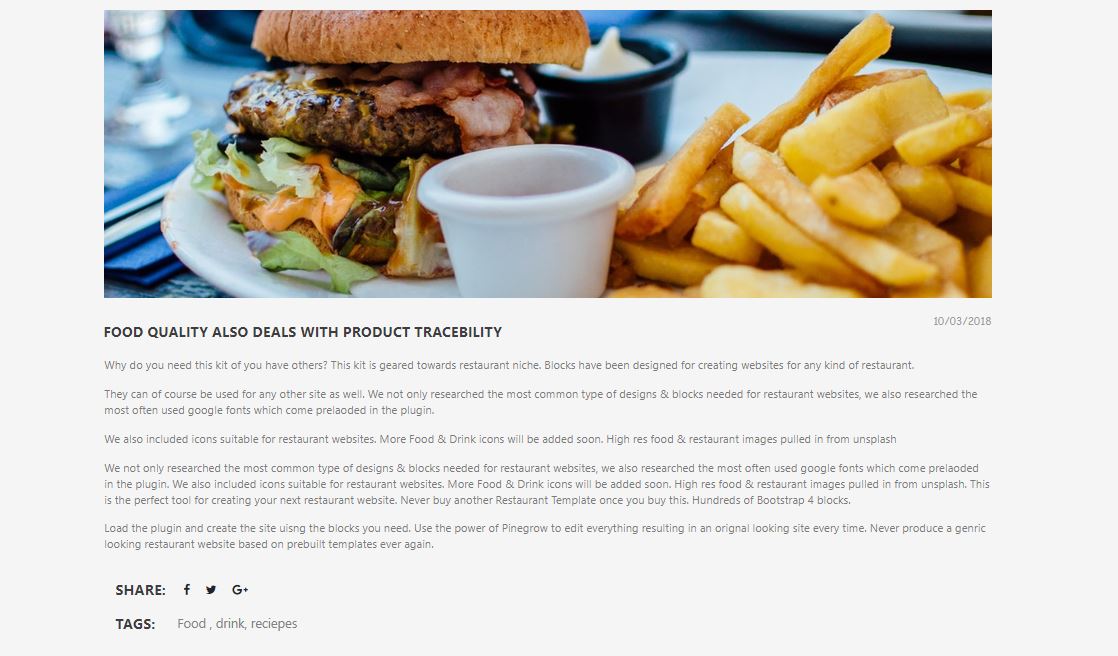 10/03/2018
FOOD QUALITY ALSO DEALS WITH PRODUCT TRACEBILITY
Why do you need this kit of you have others? This kit is geared towards restaurant niche. Blocks have been designed for creating websites for any kind of restaurant.
They can of course be used for any other site as well. We not only researched the most common type of designs & blocks needed for restaurant websites, we also researched the
most often used google fonts which come prelaoded in the plugin.
We also included icons suitable for restaurant websites. More Food & Drink icons will be added soon. High res food & restaurant images pulled in from unsplash
We not only researched the most common type of designs & blocks needed for restaurant websites, we also researched the most often used google fonts which come prelaoded
in the plugin. We also included icons suitable for restaurant websites. More Food & Drink icons will be added soon. High res food & restaurant images pulled in from unsplash. This
is the perfect tool for creating your next restaurant website. Never buy another Restaurant Template once you buy this. Hundreds of Bootstrap 4 blocks.
Load the plugin and create the site uisng the blocks you need. Use the power of Pinegrow to edit everything resulting in an orignal looking site every time. Never produce a genric
looking restaurant website based on prebuilt templates ever again.
SHARE: f G+
TAGS: Food , drink, reciepes